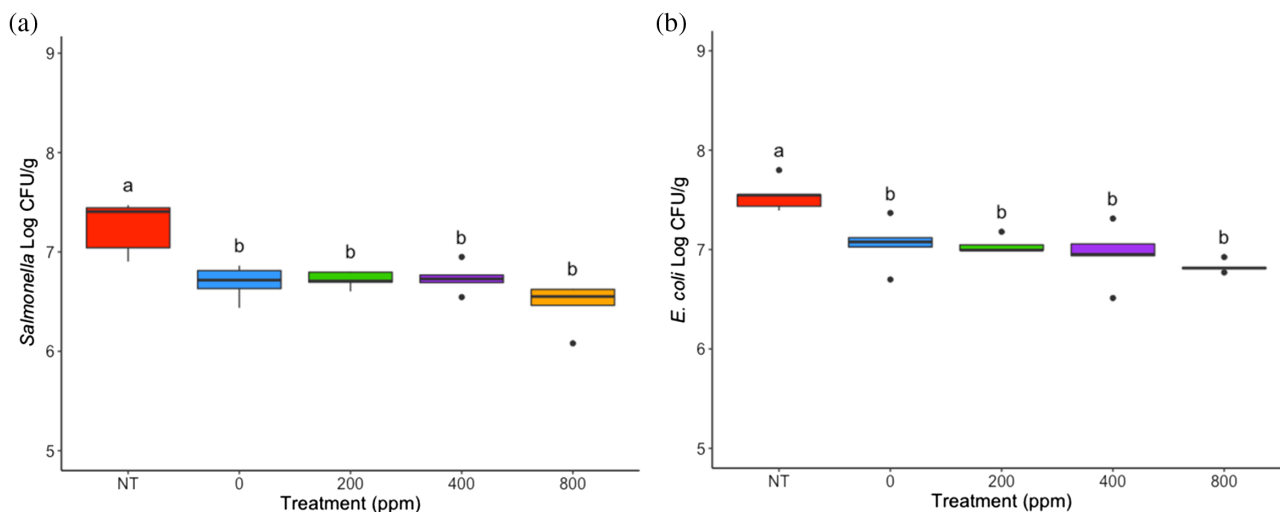 (a)
Salmonella Log CFU/g
9
8
7
6
5
a
b
b
b
b
NT
0
200
400
800
Treatment (ppm)
(b)
E. coli Log CFU/g
9
8
7
6
5
a
b
b
b
b
NT
0
200
400
800
Treatment (ppm)